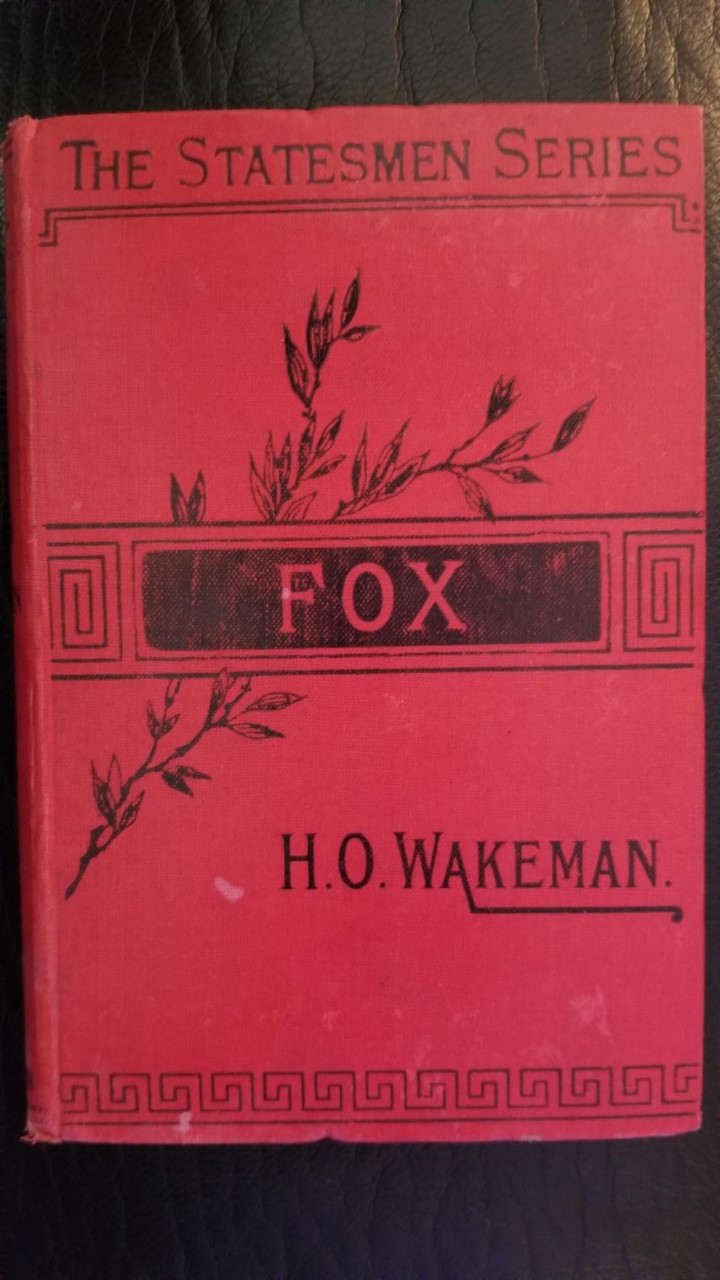 THE STATESMEN SERIES
FOX
H.O. WAKEMAN.